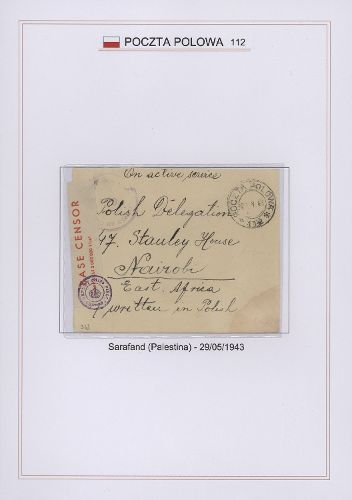 POCZTA POLOWA 112
On active service
POCZTA POLOWA
BASE CENSOR
Polish Delegation
47. Stauley House
Nairobi
East. Africa
written in Polish
Sarafand (Palestina) - 29/05/1943